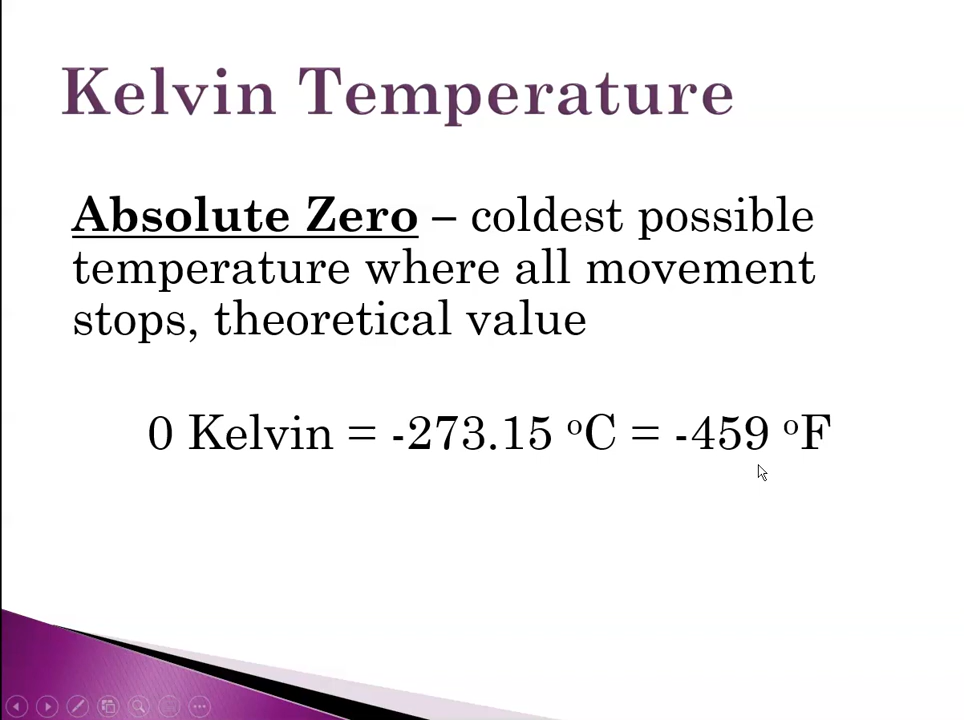 Kelvin Temperature
Absolute Zero – coldest possible
temperature where all movement
stops, theoretical value
0 Kelvin = -273.15 ºC = -459 ºF